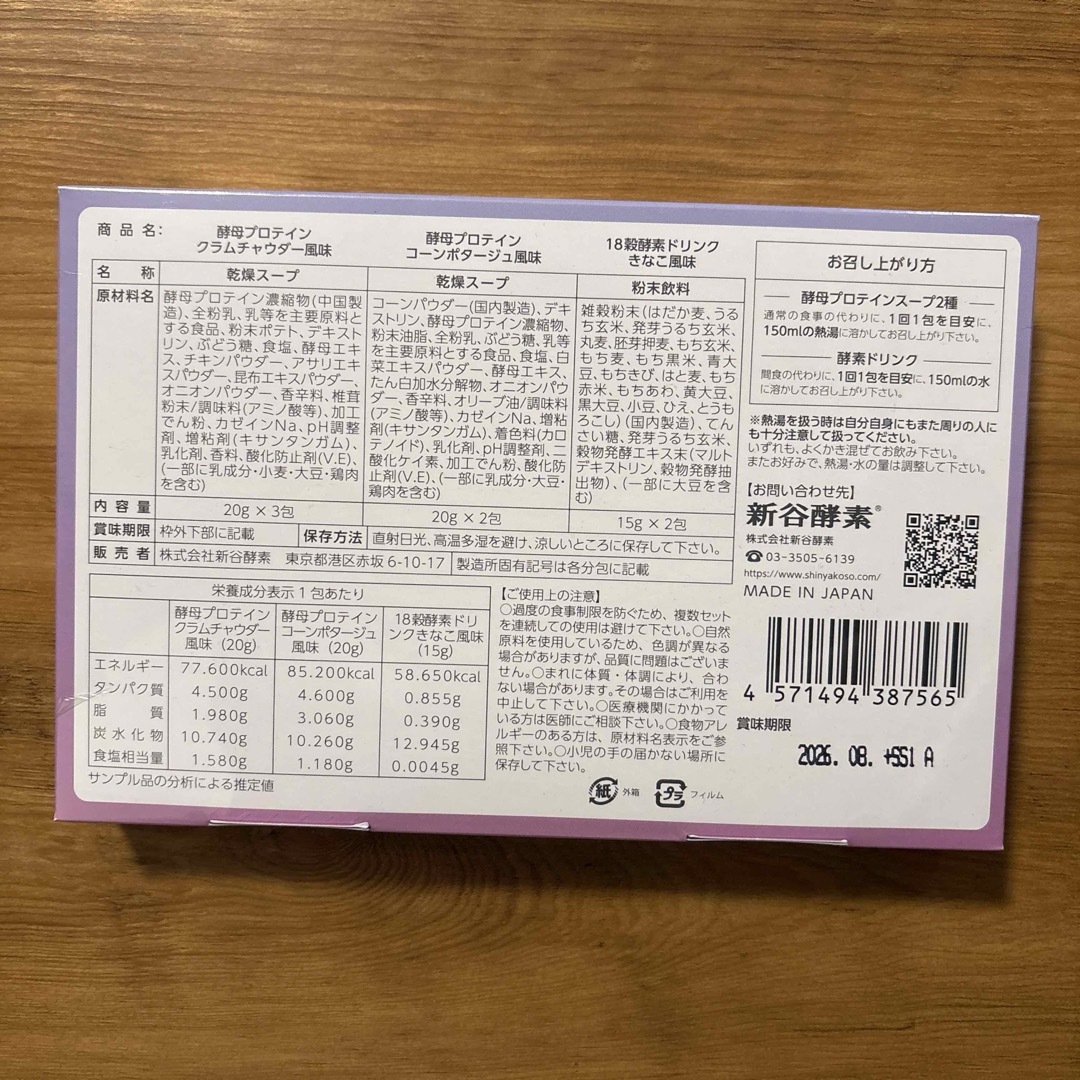 商品名:
酵母プロテイン
クラムチャウダー風味
酵母プロテイン
コーンポタージュ風味
18穀酵素ドリンク
きなこ風味
名称
乾燥スープ
乾燥スープ
粉末飲料
原材料名
酵母プロテイン濃縮物(中国製
造)、全粉乳、乳等を主要原料と
する食品、粉末ポテト、デキスト
リン、ぶどう糖、食塩、酵母エキ
ス、チキンパウダー、アサリエキ
スパウダー、昆布エキスパウダー、
オニオンパウダー、香辛料、椎茸
粉末/調味料(アミノ酸等)、加工
でん粉、カゼインNa、pH調整
剤、増粘剤(キサンタンガム)、
乳化剤、香料、酸化防止剤(V.E)、
(一部に乳成分・小麦・大豆・鶏肉
を含む)
コーンパウダー(国内製造)、デキ
ストリン、酵母プロテイン濃縮物、
粉末油脂、全粉乳、ぶどう糖、乳等
を主要原料とする食品、食塩、白
菜エキスパウダー、酵母エキス、
たん白加水分解物、オニオンパウ
ダー、香辛料、オリーブ油/調味料
(アミノ酸等)、カゼインNa、増粘
剤(キサンタンガム)、着色料(カロ
テノイド)、乳化剤、pH調整剤、二
酸化ケイ素、加工でん粉、酸化防
止剤(V.E)、(一部に乳成分・大豆・
鶏肉を含む)
雑穀粉末(はだか麦、うる
ち玄米、発芽うるち玄米、
丸麦、胚芽押麦、もち玄米、
もち麦、もち黒米、青大
豆、もちきび、はと麦、もち
赤米、もちあわ、黄大豆、
黒大豆、小豆、ひえ、とうも
ろこし)(国内製造)、てん
さい糖、発芽うるち玄米、
穀物発酵エキス末(マルト
デキストリン、穀物発酵抽
出物)、(一部に大豆を含
む)
内容量
20g×3包
20g×2包
15g×2包
賞味期限
枠外下部に記載
保存方法
直射日光、高温多湿を避け、涼しいところに保存して下さい。
販売者
株式会社新谷酵素 東京都港区赤坂6-10-17
製造所固有記号は各分包に記載
栄養成分表示 1包あたり
酵母プロテイン
クラムチャウダー
風味(20g)
酵母プロテイン
コーンポタージュ
風味(20g)
18穀酵素ドリ
ンクきなこ風味
(15g)
エネルギー 77.600kcal 85.200kcal 58.650kcal
タンパク質 4.500g 4.600g 0.855g
脂質 1.980g 3.060g 0.390g
炭水化物 10.740g 10.260g 12.945g
食塩相当量 1.580g 1.180g 0.0045g
サンプル品の分析による推定値
【ご使用上の注意】
○過度の食事制限を防ぐため、複数セット
を連続しての使用は避けて下さい。○自然
原料を使用しているため、色調が異なる
場合がありますが、品質に問題はございま
せん。○まれに体質・体調により、合わ
ない場合があります。その場合はご利用を
中止して下さい。○医療機関にかかって
いる方は医師にご相談下さい。○食物アレ
ルギーのある方は、原材料名表示をご参
照下さい。○小児の手の届かない場所に
保存して下さい。
紙 外箱
プラ フィルム
お召し上がり方
酵母プロテインスープ2種
通常の食事の代わりに、1回1包を目安に、
150mlの熱湯に溶かしてお召し上がり下さい。
酵素ドリンク
間食の代わりに、1回1包を目安に、150mlの水
に溶かしてお召し上がり下さい。
※熱湯を扱う時は自分自身にもまた周りの人に
も十分注意して扱ってください。
いずれも、よくかき混ぜてお飲み下さい。
またお好みで、熱湯・水の量は調整して下さい。
【お問い合わせ先】
新谷酵素®
株式会社新谷酵素
☎03-3505-6139
https://www.shinyakoso.com/
MADE IN JAPAN
4 571494 387565
賞味期限
2026. 08. +SS1 A